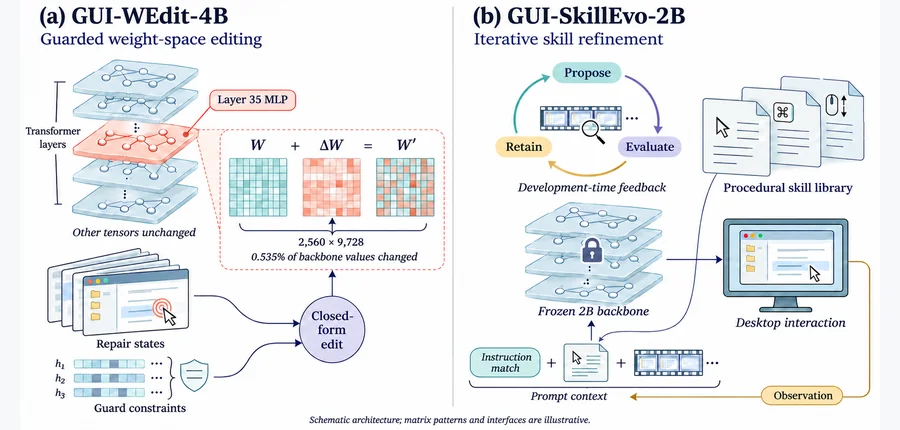 (a) GUI-WEdit-4B
Guarded weight-space editing
Transformer
layers
Layer 35 MLP
W + ΔW = W′
2,560 × 9,728
0.535% of backbone values changed
Other tensors unchanged
Repair states
Closed-
form
edit
h₁ ...
h₂ ...
h₃ ...
Guard constraints
(b) GUI-SkillEvo-2B
Iterative skill refinement
Propose
Retain
Evaluate
...
Development-time feedback
⌘
Procedural skill library
Frozen 2B backbone
Desktop interaction
Instruction
match
+ + ...
Prompt context
Observation
Schematic architecture; matrix patterns and interfaces are illustrative.